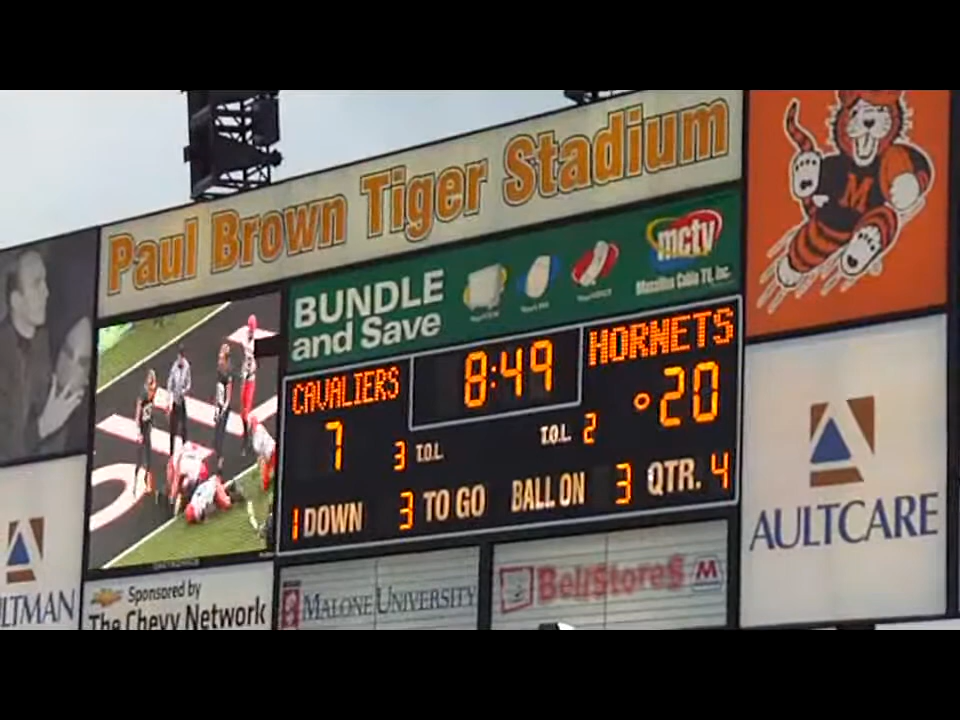 Paul Brown Tiger Stadium
BUNDLE
and Save
mctv
Massillon Cable TV, Inc.
M
CAVALIERS
8:49
HORNETS
7
3 T.O.L.
T.O.L. 2
20
1 DOWN 3 TO GO BALL ON 3 QTR. 4
AULTCARE
LTMAN
Sponsored by
The Chevy Network
MALONE UNIVERSITY
BellStores M